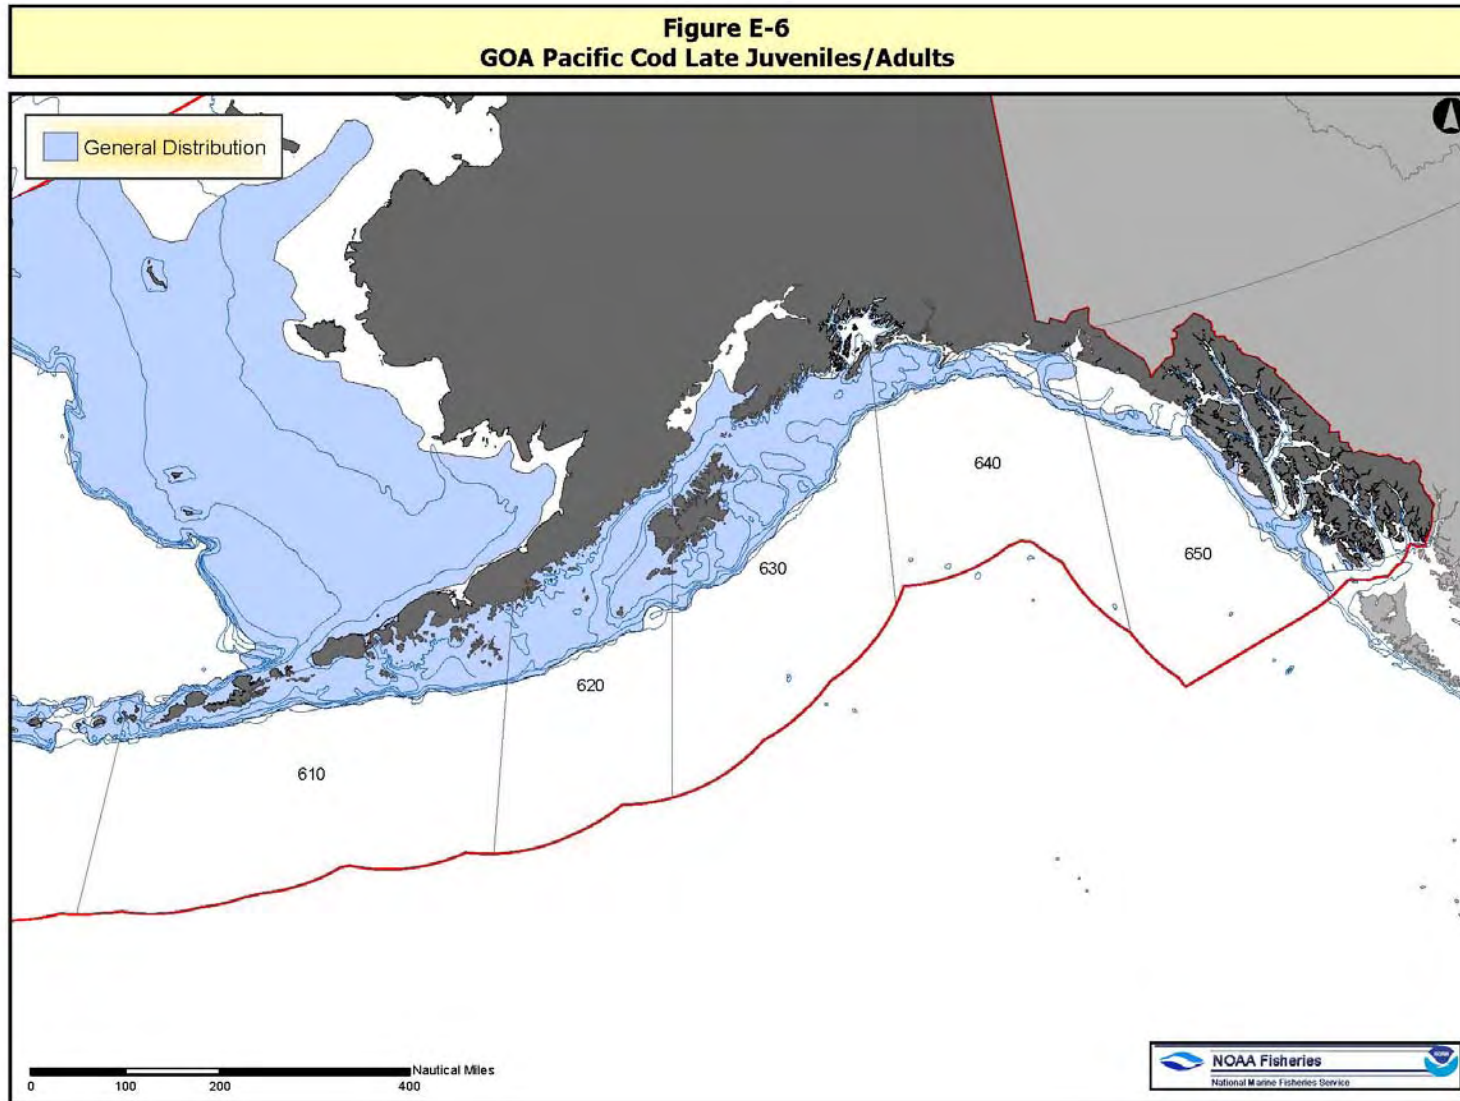 Figure E-6
GOA Pacific Cod Late Juveniles/Adults
General Distribution
640
650
630
620
610
Nautical Miles
0 100 200 400
NOAA Fisheries
National Marine Fisheries Service